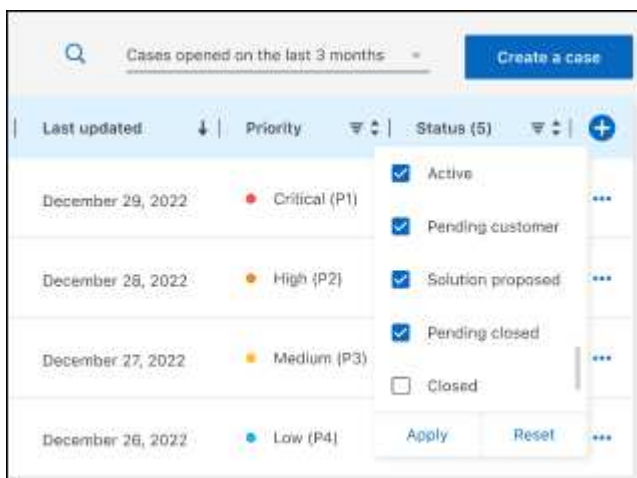 Cases opened on the last 3 months
Create a case
Last updated
Priority
Status (5)
Active
December 29, 2022
Critical (P1)
Pending customer
December 28, 2022
High (P2)
Solution proposed
Pending closed
December 27, 2022
Medium (P3)
Closed
December 26, 2022
Low (P4)
Apply
Reset